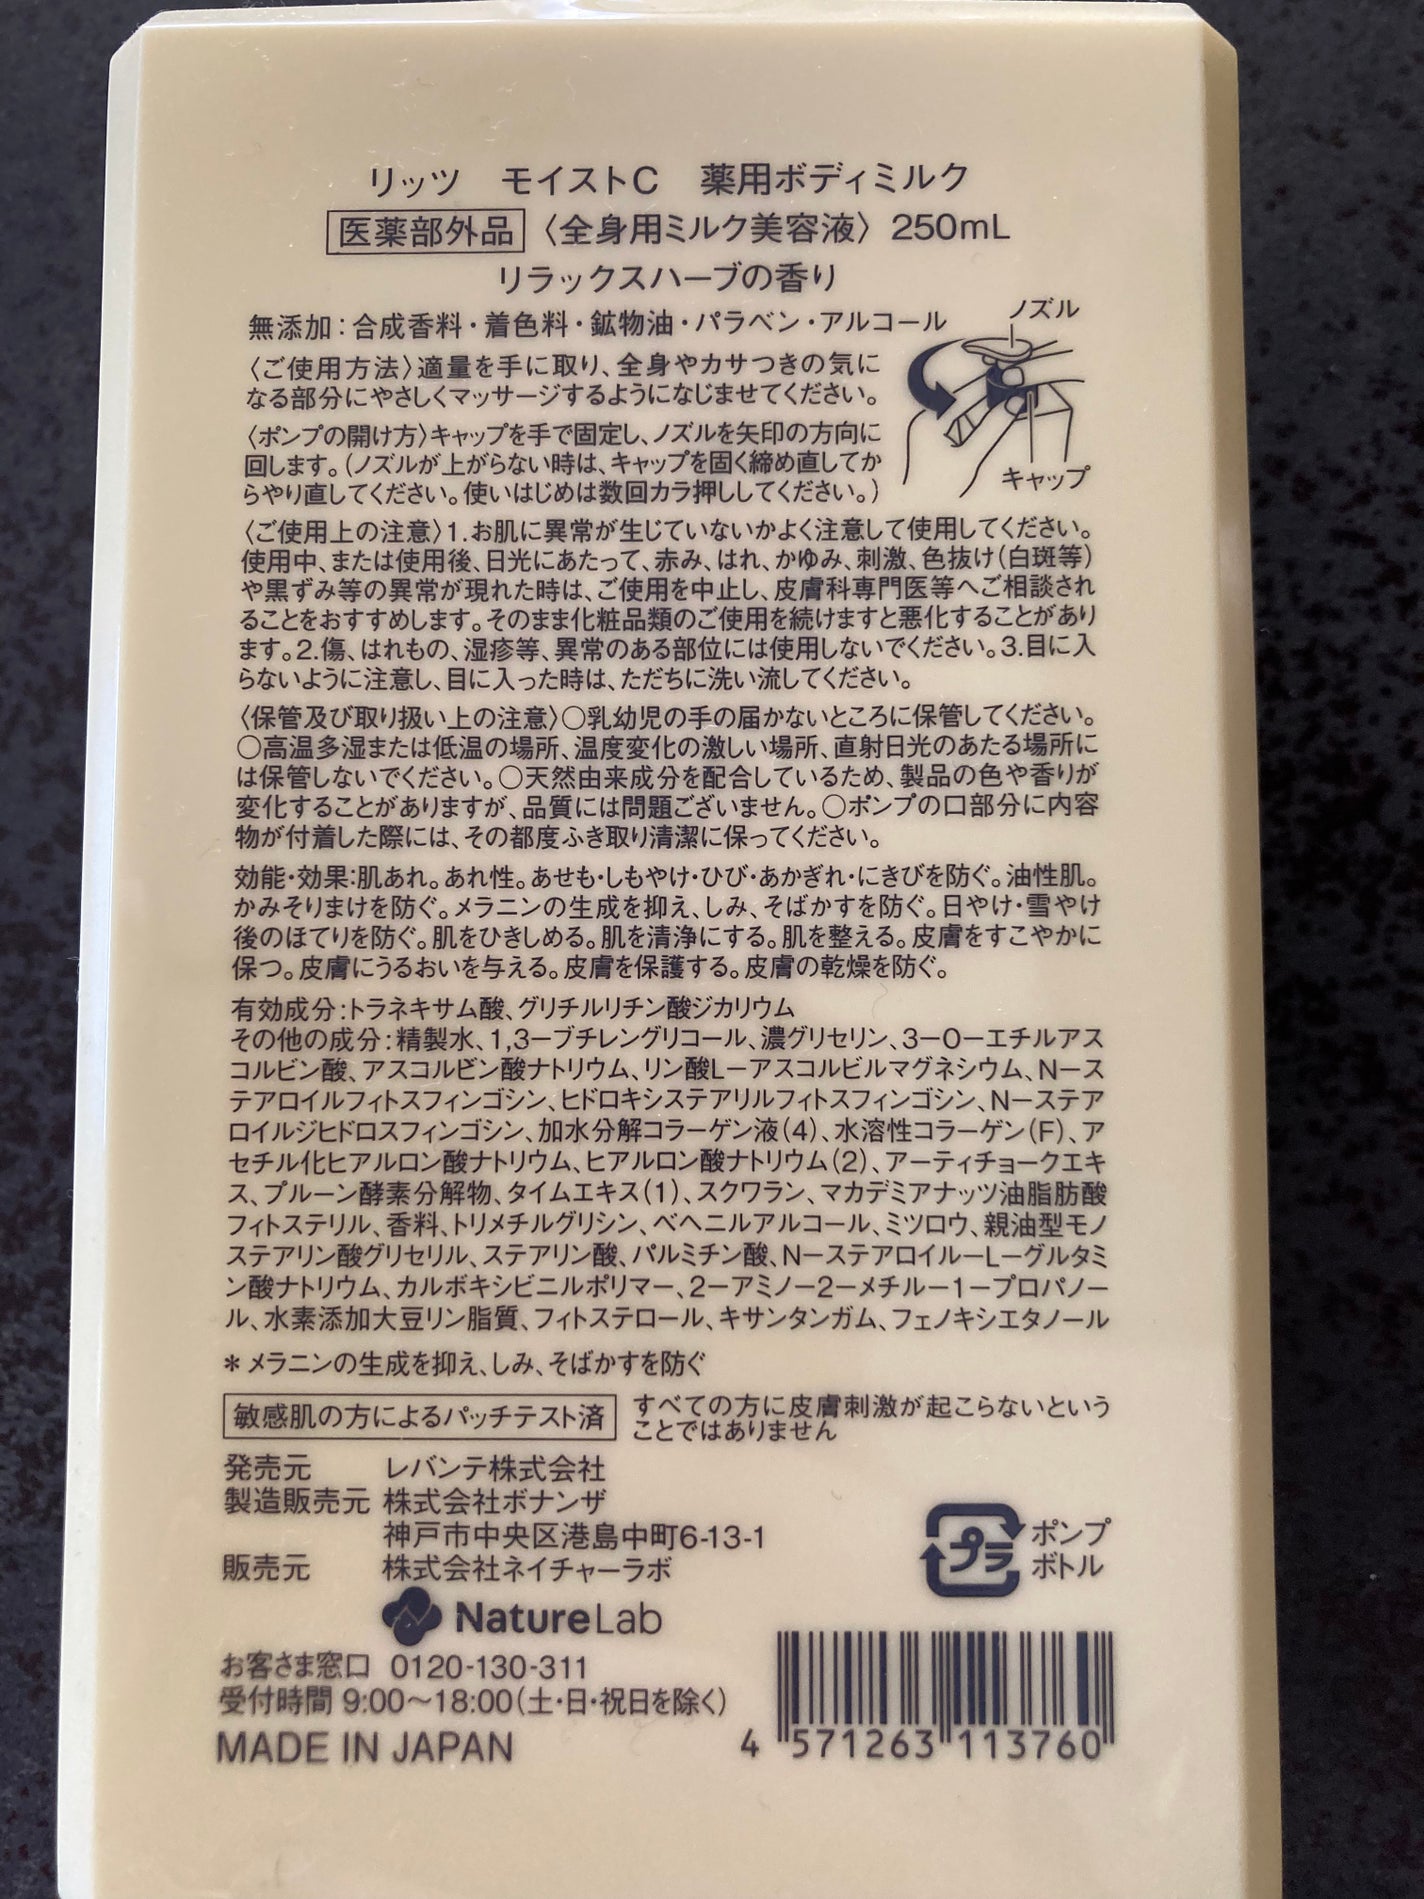 リッツ　モイストC　薬用ボディミルク
医薬部外品 〈全身用ミルク美容液〉 250mL
リラックスハーブの香り
無添加：合成香料・着色料・鉱物油・パラベン・アルコール
ノズル
〈ご使用方法〉適量を手に取り、全身やカサつきの気に
なる部分にやさしくマッサージするようになじませてください。
〈ポンプの開け方〉キャップを手で固定し、ノズルを矢印の方向に
回します。（ノズルが上がらない時は、キャップを固く締め直してか
らやり直してください。使いはじめは数回カラ押ししてください。）
キャップ
〈ご使用上の注意〉1.お肌に異常が生じていないかよく注意して使用してください。
使用中、または使用後、日光にあたって、赤み、はれ、かゆみ、刺激、色抜け（白斑等）
や黒ずみ等の異常が現れた時は、ご使用を中止し、皮膚科専門医等へご相談され
ることをおすすめします。そのまま化粧品類のご使用を続けますと悪化することがあり
ます。2.傷、はれもの、湿疹等、異常のある部位には使用しないでください。3.目に入
らないように注意し、目に入った時は、ただちに洗い流してください。
〈保管及び取り扱い上の注意〉○乳幼児の手の届かないところに保管してください。
○高温多湿または低温の場所、温度変化の激しい場所、直射日光のあたる場所に
は保管しないでください。○天然由来成分を配合しているため、製品の色や香りが
変化することがありますが、品質には問題ございません。○ポンプの口部分に内容
物が付着した際には、その都度ふき取り清潔に保ってください。
効能・効果：肌あれ。あれ性。あせも・しもやけ・ひび・あかぎれ・にきびを防ぐ。油性肌。
かみそりまけを防ぐ。メラニンの生成を抑え、しみ、そばかすを防ぐ。日やけ・雪やけ
後のほてりを防ぐ。肌をひきしめる。肌を清浄にする。肌を整える。皮膚をすこやかに
保つ。皮膚にうるおいを与える。皮膚を保護する。皮膚の乾燥を防ぐ。
有効成分：トラネキサム酸、グリチルリチン酸ジカリウム
その他の成分：精製水、1,3－ブチレングリコール、濃グリセリン、3－O－エチルアス
コルビン酸、アスコルビン酸ナトリウム、リン酸L－アスコルビルマグネシウム、N－ス
テアロイルフィトスフィンゴシン、ヒドロキシステアリルフィトスフィンゴシン、N－ステア
ロイルジヒドロスフィンゴシン、加水分解コラーゲン液（4）、水溶性コラーゲン（F）、ア
セチル化ヒアルロン酸ナトリウム、ヒアルロン酸ナトリウム（2）、アーティチョークエキ
ス、プルーン酵素分解物、タイムエキス（1）、スクワラン、マカデミアナッツ油脂肪酸
フィトステリル、香料、トリメチルグリシン、ベヘニルアルコール、ミツロウ、親油型モノ
ステアリン酸グリセリル、ステアリン酸、パルミチン酸、N－ステアロイル－L－グルタミ
ン酸ナトリウム、カルボキシビニルポリマー、2－アミノ－2－メチル－1－プロパノー
ル、水素添加大豆リン脂質、フィトステロール、キサンタンガム、フェノキシエタノール
＊メラニンの生成を抑え、しみ、そばかすを防ぐ
敏感肌の方によるパッチテスト済
すべての方に皮膚刺激が起こらないという
ことではありません
発売元　レバンテ株式会社
製造販売元　株式会社ボナンザ
神戸市中央区港島中町6-13-1
販売元　株式会社ネイチャーラボ
プラ
ポンプ
ボトル
NatureLab
お客さま窓口 0120-130-311
受付時間 9:00～18:00（土・日・祝日を除く）
MADE IN JAPAN
4 571263 113760